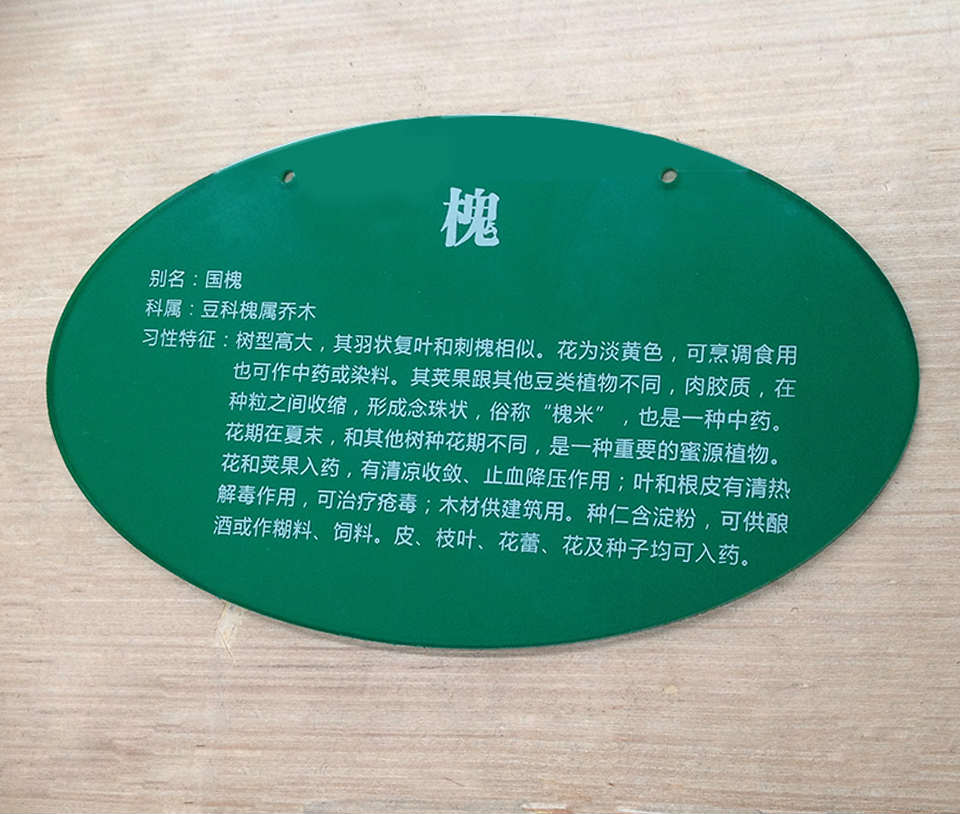 槐
别名：国槐
科属：豆科槐属乔木
习性特征：树型高大，其羽状复叶和刺槐相似。花为淡黄色，可烹调食用
也可作中药或染料。其荚果跟其他豆类植物不同，肉胶质，在
种粒之间收缩，形成念珠状，俗称“槐米”，也是一种中药。
花期在夏末，和其他树种花期不同，是一种重要的蜜源植物。
花和荚果入药，有清凉收敛、止血降压作用；叶和根皮有清热
解毒作用，可治疗疮毒；木材供建筑用。种仁含淀粉，可供酿
酒或作糊料、饲料。皮、枝叶、花蕾、花及种子均可入药。